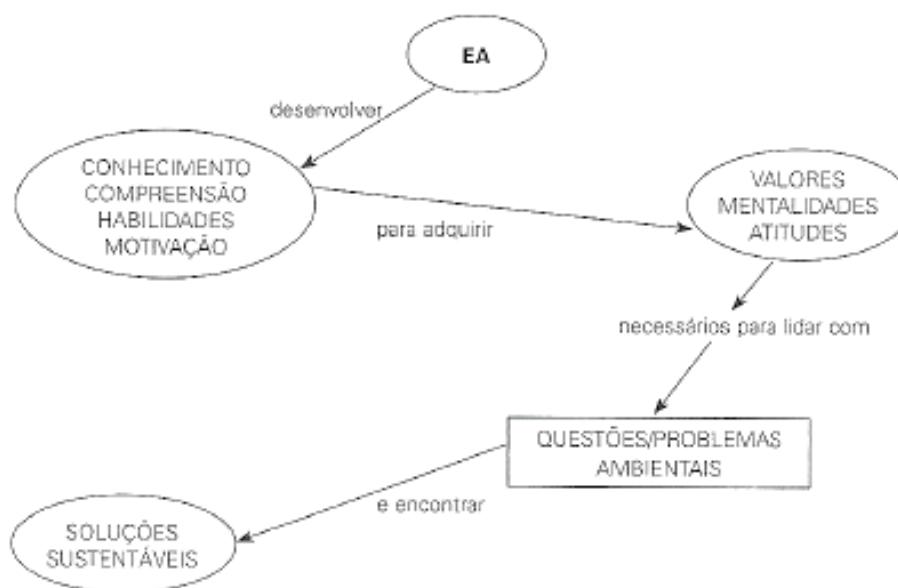 EA
desenvolver
CONHECIMENTO
COMPREENSÃO
HABILIDADES
MOTIVAÇÃO
para adquirir
VALORES
MENTALIDADES
ATITUDES
necessários para lidar com
QUESTÕES/PROBLEMAS
AMBIENTAIS
e encontrar
SOLUÇÕES
SUSTENTÁVEIS